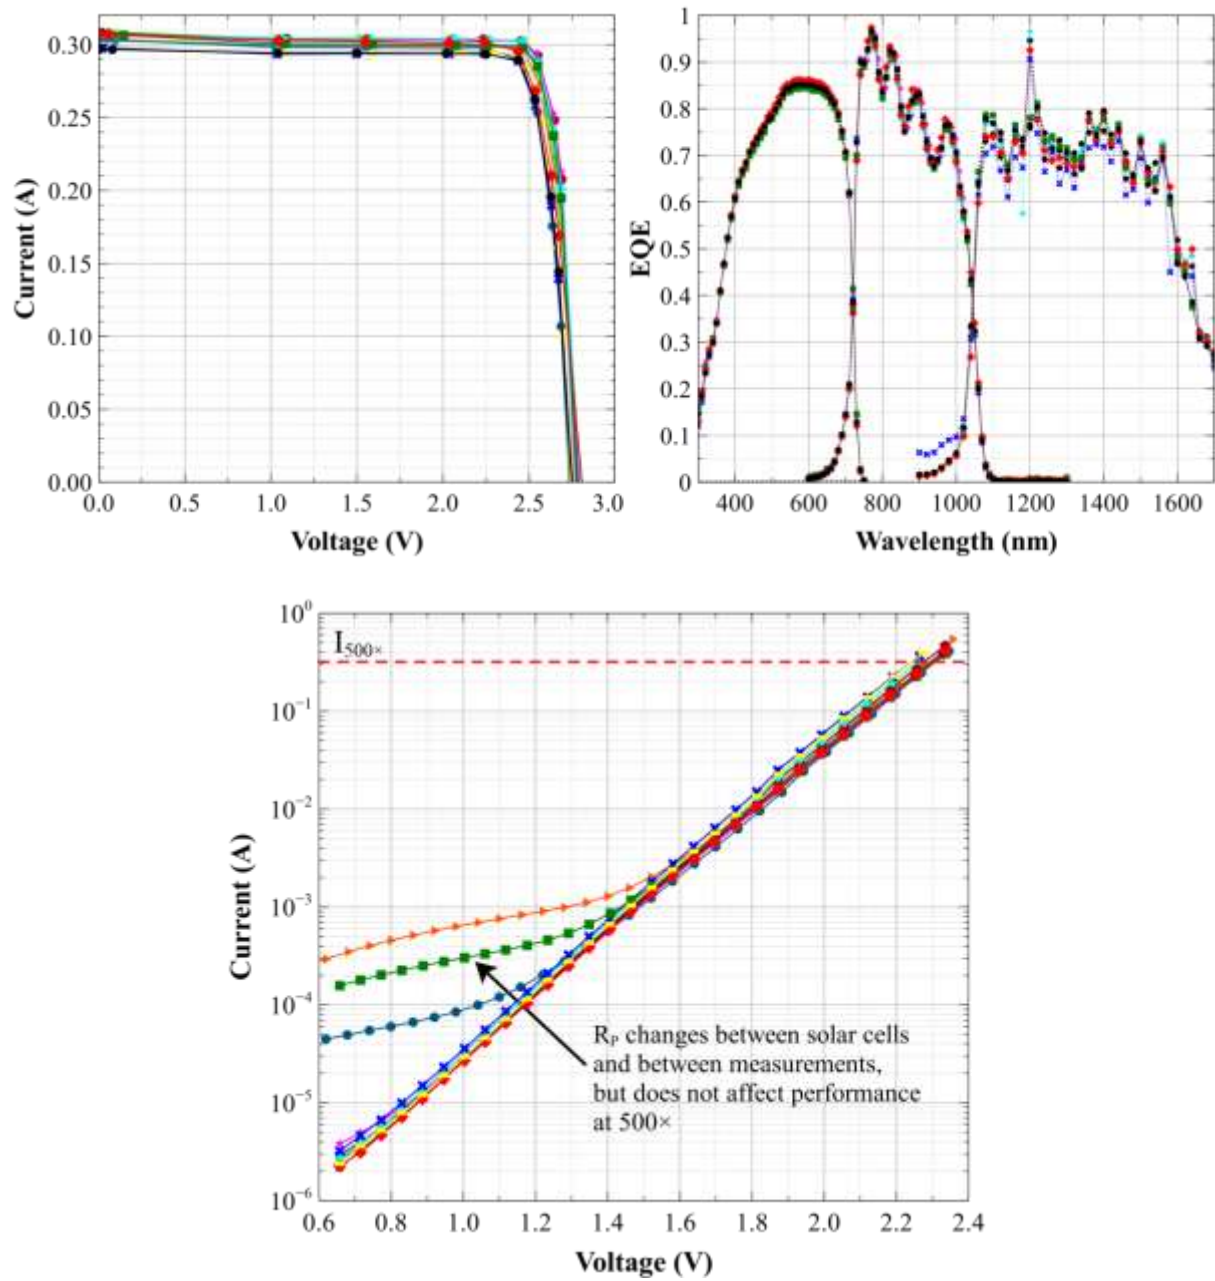 0.30
0.25
0.20
0.15
0.10
0.05
0.00
0.0 0.5 1.0 1.5 2.0 2.5 3.0
Current (A)
Voltage (V)
1
0.9
0.8
0.7
0.6
0.5
0.4
0.3
0.2
0.1
0
400 600 800 1000 1200 1400 1600
EQE
Wavelength (nm)
10⁰
10⁻¹
10⁻²
10⁻³
10⁻⁴
10⁻⁵
10⁻⁶
0.6 0.8 1.0 1.2 1.4 1.6 1.8 2.0 2.2 2.4
Current (A)
Voltage (V)
I₅₀₀ₓ
Rₚ changes between solar cells
and between measurements,
but does not affect performance
at 500×